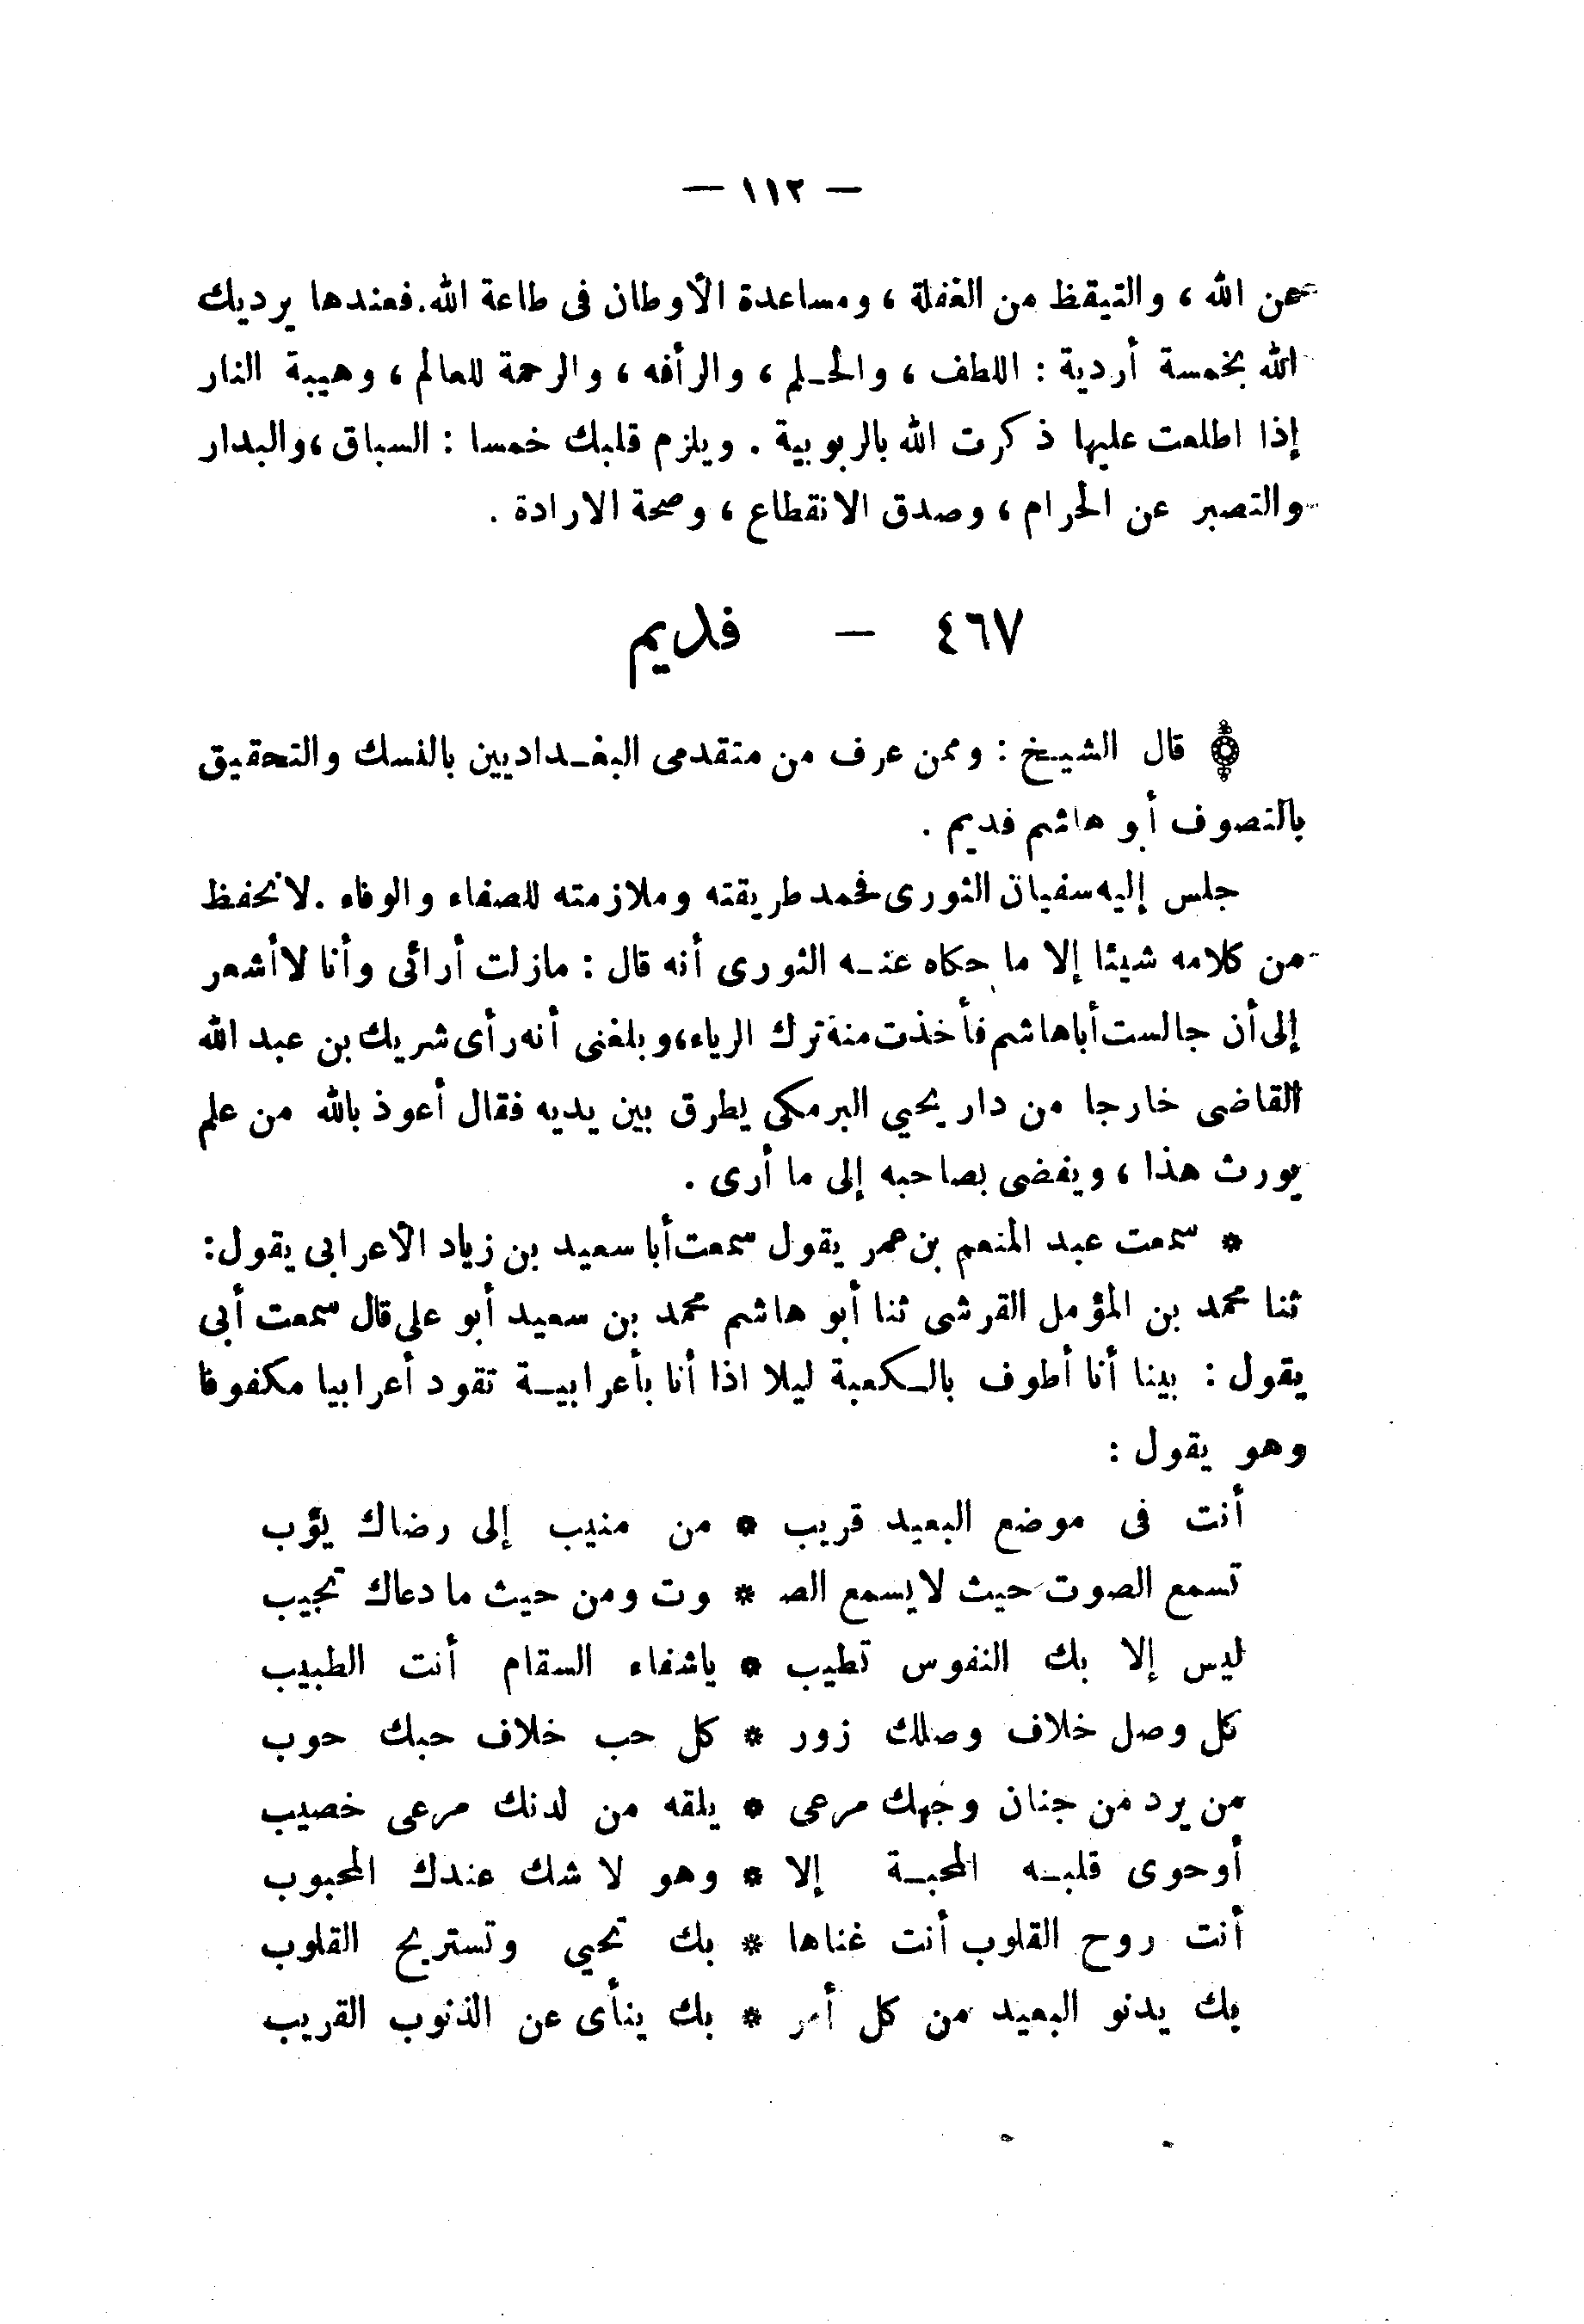 — ١١٢ —
عن الله ، والتيقظ من الغفلة ، ومساعدة الأوطان فى طاعة الله . فعندها يرديك
الله بخمسة أردية : اللطف ، والحلم ، والرأفه ، والرحمة للعالم ، وهيبة النار
إذا اطلعت عليها ذكرت الله بالربوبية . ويلزم قلبك خمسا : السباق ، والبدار
والتصبر عن الحرام ، وصدق الانقطاع ، وصحة الارادة .
٤٦٧ — فديم
قال الشيخ : وممن عرف من متقدمى البغداديين بالنسك والتحقيق
بالتصوف أبو هاشم فديم .
جلس إليه سفيان الثورى فحمد طريقته وملازمته للصفاء والوفاء . لا نحفظ
من كلامه شيئا إلا ما حكاه عنه الثورى أنه قال : مازلت أرائى وأنا لا أشعر
إلى أن جالست أبا هاشم فأخذت منة ترك الرياء ، وبلغنى أنه رأى شريك بن عبد الله
القاضى خارجا من دار يحيي البرمكى يطرق بين يديه فقال أعوذ بالله من علم
يورث هذا ، ويفضى بصاحبه إلى ما أرى .
* سمعت عبد المنعم بن عمر يقول سمعت أبا سعيد بن زياد الأعرابى يقول :
ثنا محمد بن المؤمل القرشى ثنا أبو هاشم محمد بن سعيد أبو على قال سمعت أبى
يقول : بينا أنا أطوف بالكعبة ليلا اذا أنا بأعرابية تقود أعرابيا مكفوفا
وهو يقول :
أنت فى موضع البعيد قريب * من منيب إلى رضاك يؤب
تسمع الصوت حيث لا يسمع الص * وت ومن حيث ما دعاك تجيب
ليس إلا بك النفوس تطيب * ياشفاء السقام أنت الطبيب
كل وصل خلاف وصلك زور * كل حب خلاف حبك حوب
من يرد من جنان وجهك مرعى * يلقه من لدنك مرعى خصيب
أوحوى قلبه المحبة إلا * وهو لا شك عندك المحبوب
أنت روح القلوب أنت غناها * بك تحيي وتستريح القلوب
بك يدنو البعيد من كل أمر * بك ينأى عن الذنوب القريب